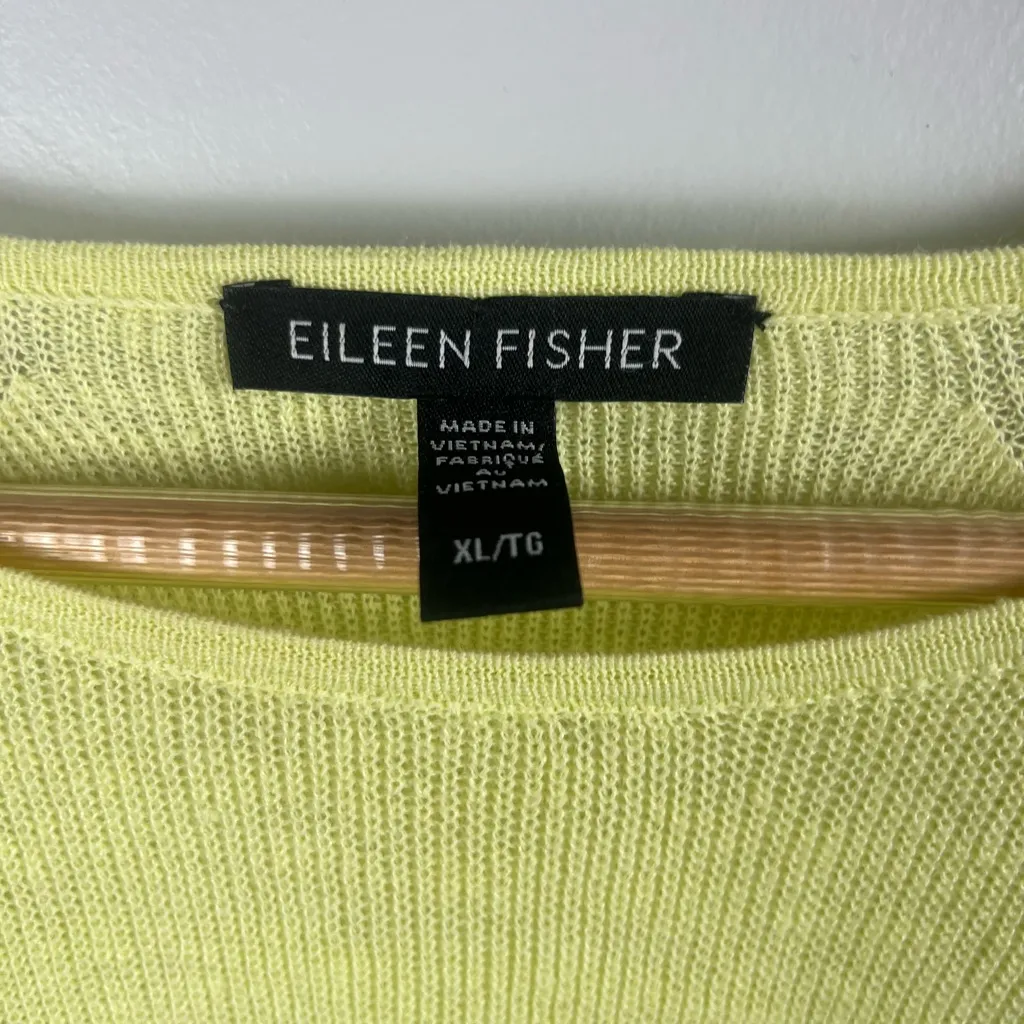 EILEEN FISHER
MADE IN
VIETNAM/
FABRIQUÉ
AU
VIETNAM
XL/TG